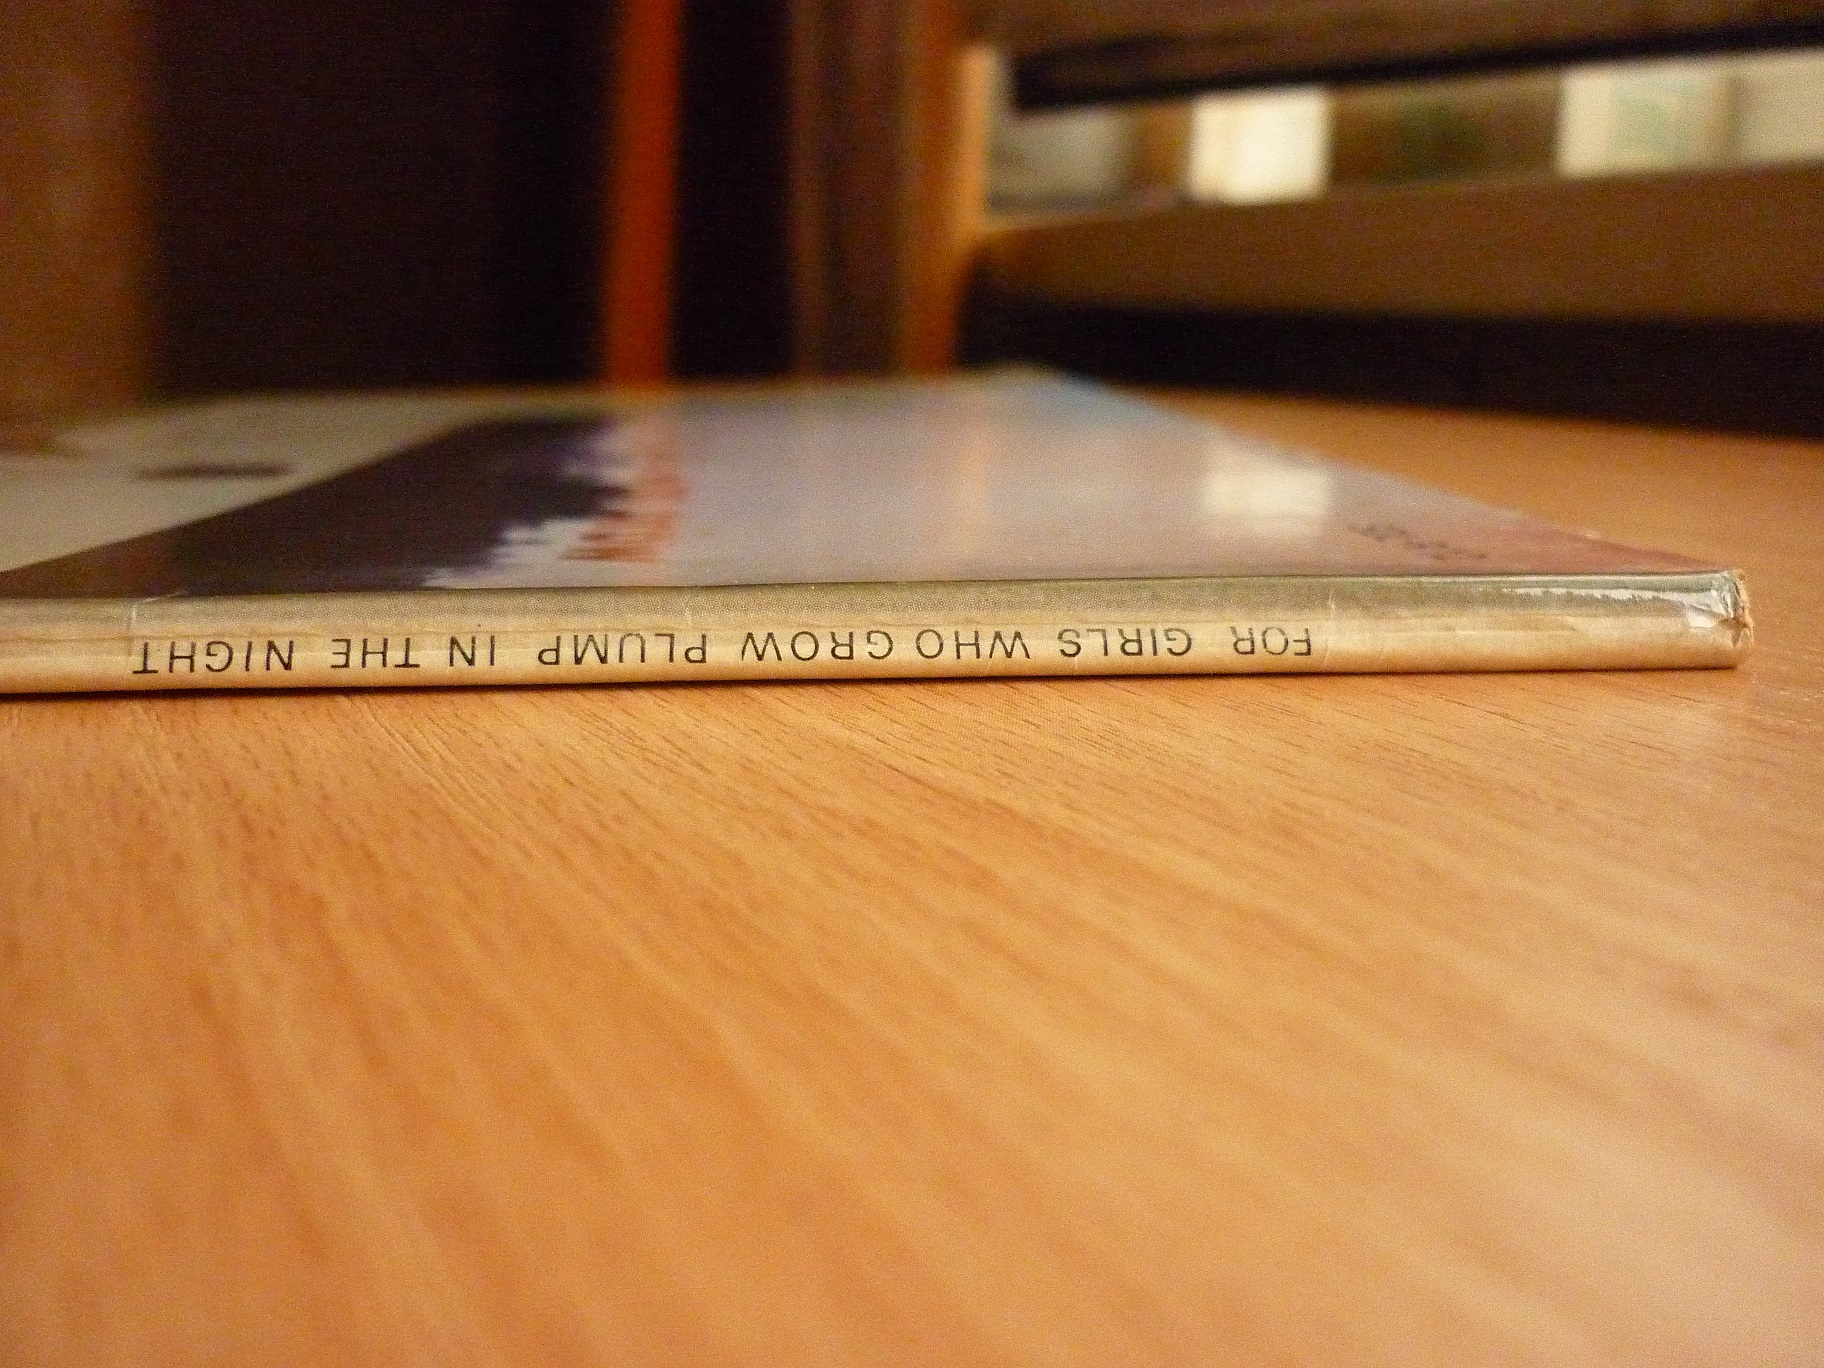 FOR GIRLS WHO GROW PLUMP IN THE NIGHT